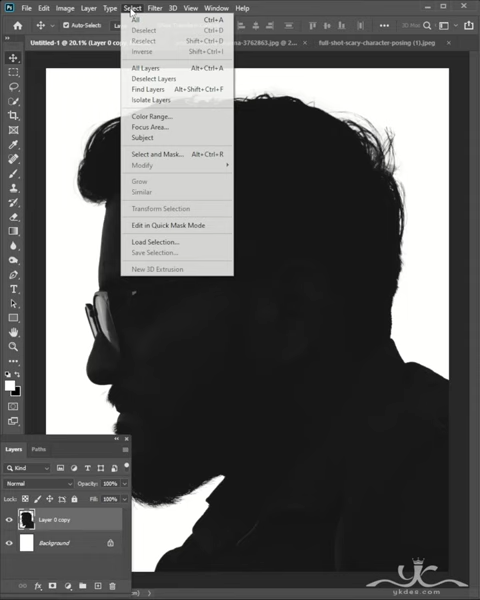 Ps File Edit Image Layer Type Select Filter 3D View Window Help
Auto-Select:
Untitled-1 @ 20.1% (Layer 0 c
na-3762863.jpg @ 2...
full-shot-scary-character-posing (1).jpeg
All Ctrl+A
Deselect Ctrl+D
Reselect Shift+Ctrl+D
Inverse Shift+Ctrl+I
All Layers Alt+Ctrl+A
Deselect Layers
Find Layers Alt+Shift+Ctrl+F
Isolate Layers
Color Range...
Focus Area...
Subject
Select and Mask... Alt+Ctrl+R
Modify
Grow
Similar
Transform Selection
Edit in Quick Mask Mode
Load Selection...
Save Selection...
New 3D Extrusion
Layers Paths
Kind
Normal Opacity: 100%
Lock: Fill: 100%
Layer 0 copy
Background
fx
ykdes.com